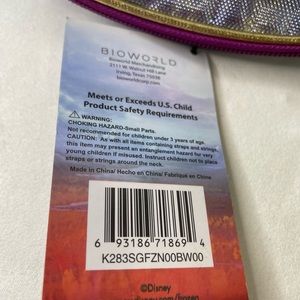 BIOWORLD
Bioworld Merchandising
2111 W. Walnut Hill Lane
Irving, Texas 75038
bioworldcorp.com
Meets or Exceeds U.S. Child
Product Safety Requirements
⚠ WARNING:
CHOKING HAZARD-Small Parts.
Not recommended for children under 3 years of age.
CAUTION: As with all items containing straps and strings,
this item may present an entanglement hazard for very
young children if misused. Instruct children not to place
straps or strings around the neck.
Made in China/ Hecho en China/ Fabriqué en Chine
6 93186 71869 4
K283SGFZN00BW00
©Disney